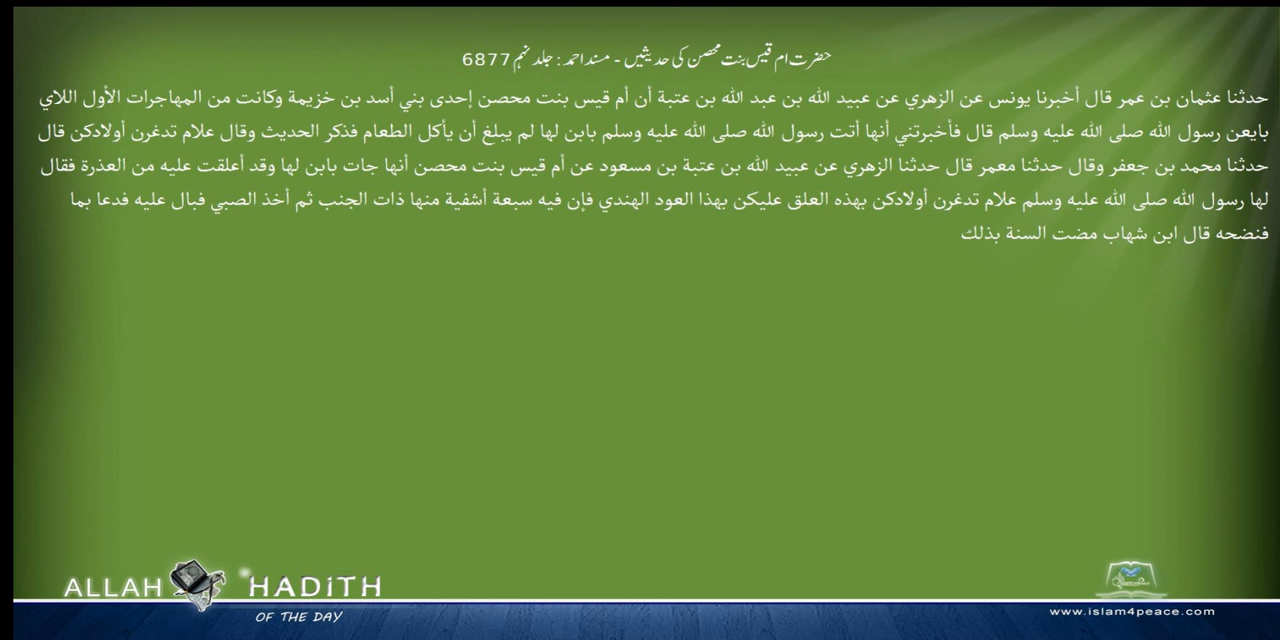 حضرت ام قیس بنت محصن کی حدیثیں - مسند احمد : جلد نہم 6877
حدثنا عثمان بن عمر قال أخبرنا يونس عن الزهري عن عبيد الله بن عبد الله بن عتبة أن أم قيس بنت محصن إحدى بني أسد بن خزيمة وكانت من المهاجرات الأول اللاي
بايعن رسول الله صلى الله عليه وسلم قال فأخبرتني أنها أتت رسول الله صلى الله عليه وسلم بابن لها لم يبلغ أن يأكل الطعام فذكر الحديث وقال علام تدغرن أولادكن قال
حدثنا محمد بن جعفر وقال حدثنا معمر قال حدثنا الزهري عن عبيد الله بن عتبة بن مسعود عن أم قيس بنت محصن أنها جات بابن لها وقد أعلقت عليه من العذرة فقال
لها رسول الله صلى الله عليه وسلم علام تدغرن أولادكن بهذه العلق عليكن بهذا العود الهندي فإن فيه سبعة أشفية منها ذات الجنب ثم أخذ الصبي فبال عليه فدعا بما
فنضحه قال ابن شهاب مضت السنة بذلك
ALLAH HADITH
OF THE DAY
www.islam4peace.com